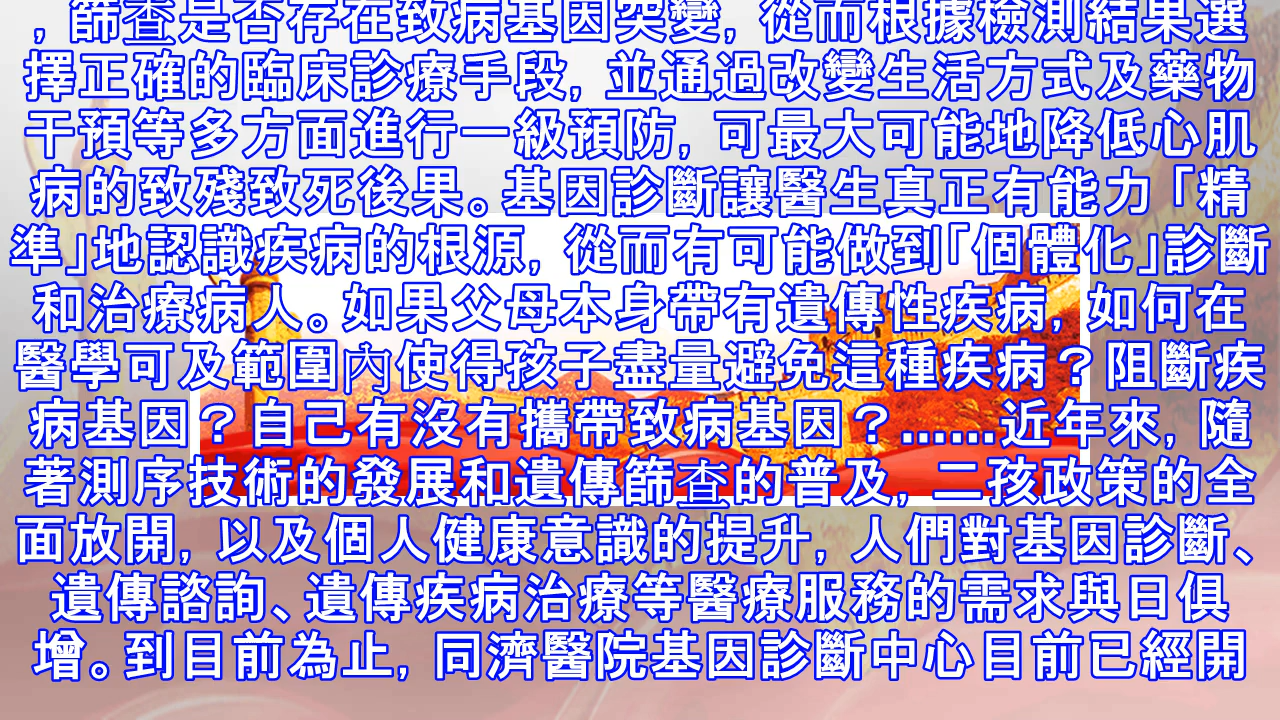 , 篩查是否存在致病基因突變, 從而根據檢測結果選
擇正確的臨床診療手段, 並通過改變生活方式及藥物
干預等多方面進行一級預防, 可最大可能地降低心肌
病的致殘致死後果。基因診斷讓醫生真正有能力「精
準」地認識疾病的根源, 從而有可能做到「個體化」診斷
和治療病人。如果父母本身帶有遺傳性疾病, 如何在
醫學可及範圍內使得孩子盡量避免這種疾病？阻斷疾
病基因？自己有沒有攜帶致病基因？……近年來, 隨
著測序技術的發展和遺傳篩查的普及, 二孩政策的全
面放開, 以及個人健康意識的提升, 人們對基因診斷、
遺傳諮詢、遺傳疾病治療等醫療服務的需求與日俱
增。到目前為止, 同濟醫院基因診斷中心目前已經開